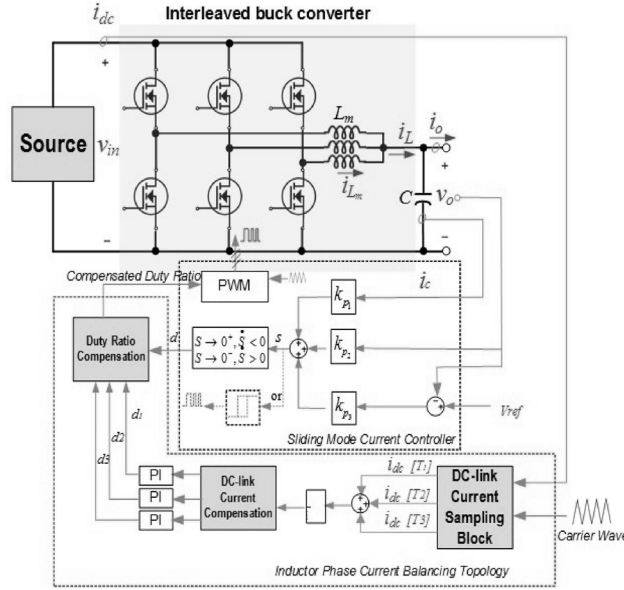 Interleaved buck converter
i_dc
+
Source
v_in
−
L_m
i_L
i_o
i_Lm
+
C
v_o
−
Compensated Duty Ratio
PWM
i_c
k_p1
Duty Ratio
Compensation
d
S → 0⁺, Ṡ < 0
S → 0⁻, Ṡ > 0
s
k_p2
or
k_p3
Vref
Sliding Mode Current Controller
d1
d2
d3
PI
PI
PI
DC-link
Current
Compensation
i_dc [T1]
i_dc [T2]
i_dc [T3]
DC-link
Current
Sampling
Block
Carrier Wave
Inductor Phase Current Balancing Topology